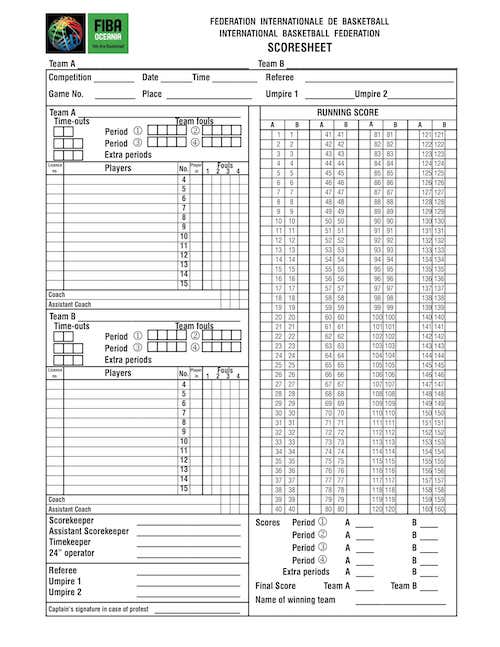 FIBA
OCEANIA
We Are Basketball
FEDERATION INTERNATIONALE DE BASKETBALL
INTERNATIONAL BASKETBALL FEDERATION
SCORESHEET
Team A Team B
Competition Date Time Referee
Game No. Place Umpire 1 Umpire 2
Team A
Time-outs Team fouls
Period ① ②
Period ③ ④
Extra periods
Licence no. Players No. Player in Fouls 1 2 3 4
4
5
6
7
8
9
10
11
12
13
14
15
Coach
Assistant Coach
Team B
Time-outs Team fouls
Period ① ②
Period ③ ④
Extra periods
Licence no. Players No. Player in Fouls 1 2 3 4
4
5
6
7
8
9
10
11
12
13
14
15
Coach
Assistant Coach
Scorekeeper
Assistant Scorekeeper
Timekeeper
24" operator
Referee
Umpire 1
Umpire 2
Captain's signature in case of protest
RUNNING SCORE
A B A B A B A B
1 1 41 41 81 81 121 121
2 2 42 42 82 82 122 122
3 3 43 43 83 83 123 123
4 4 44 44 84 84 124 124
5 5 45 45 85 85 125 125
6 6 46 46 86 86 126 126
7 7 47 47 87 87 127 127
8 8 48 48 88 88 128 128
9 9 49 49 89 89 129 129
10 10 50 50 90 90 130 130
11 11 51 51 91 91 131 131
12 12 52 52 92 92 132 132
13 13 53 53 93 93 133 133
14 14 54 54 94 94 134 134
15 15 55 55 95 95 135 135
16 16 56 56 96 96 136 136
17 17 57 57 97 97 137 137
18 18 58 58 98 98 138 138
19 19 59 59 99 99 139 139
20 20 60 60 100 100 140 140
21 21 61 61 101 101 141 141
22 22 62 62 102 102 142 142
23 23 63 63 103 103 143 143
24 24 64 64 104 104 144 144
25 25 65 65 105 105 145 145
26 26 66 66 106 106 146 146
27 27 67 67 107 107 147 147
28 28 68 68 108 108 148 148
29 29 69 69 109 109 149 149
30 30 70 70 110 110 150 150
31 31 71 71 111 111 151 151
32 32 72 72 112 112 152 152
33 33 73 73 113 113 153 153
34 34 74 74 114 114 154 154
35 35 75 75 115 115 155 155
36 36 76 76 116 116 156 156
37 37 77 77 117 117 157 157
38 38 78 78 118 118 158 158
39 39 79 79 119 119 159 159
40 40 80 80 120 120 160 160
Scores Period ① A B
Period ② A B
Period ③ A B
Period ④ A B
Extra periods A B
Final Score Team A Team B
Name of winning team